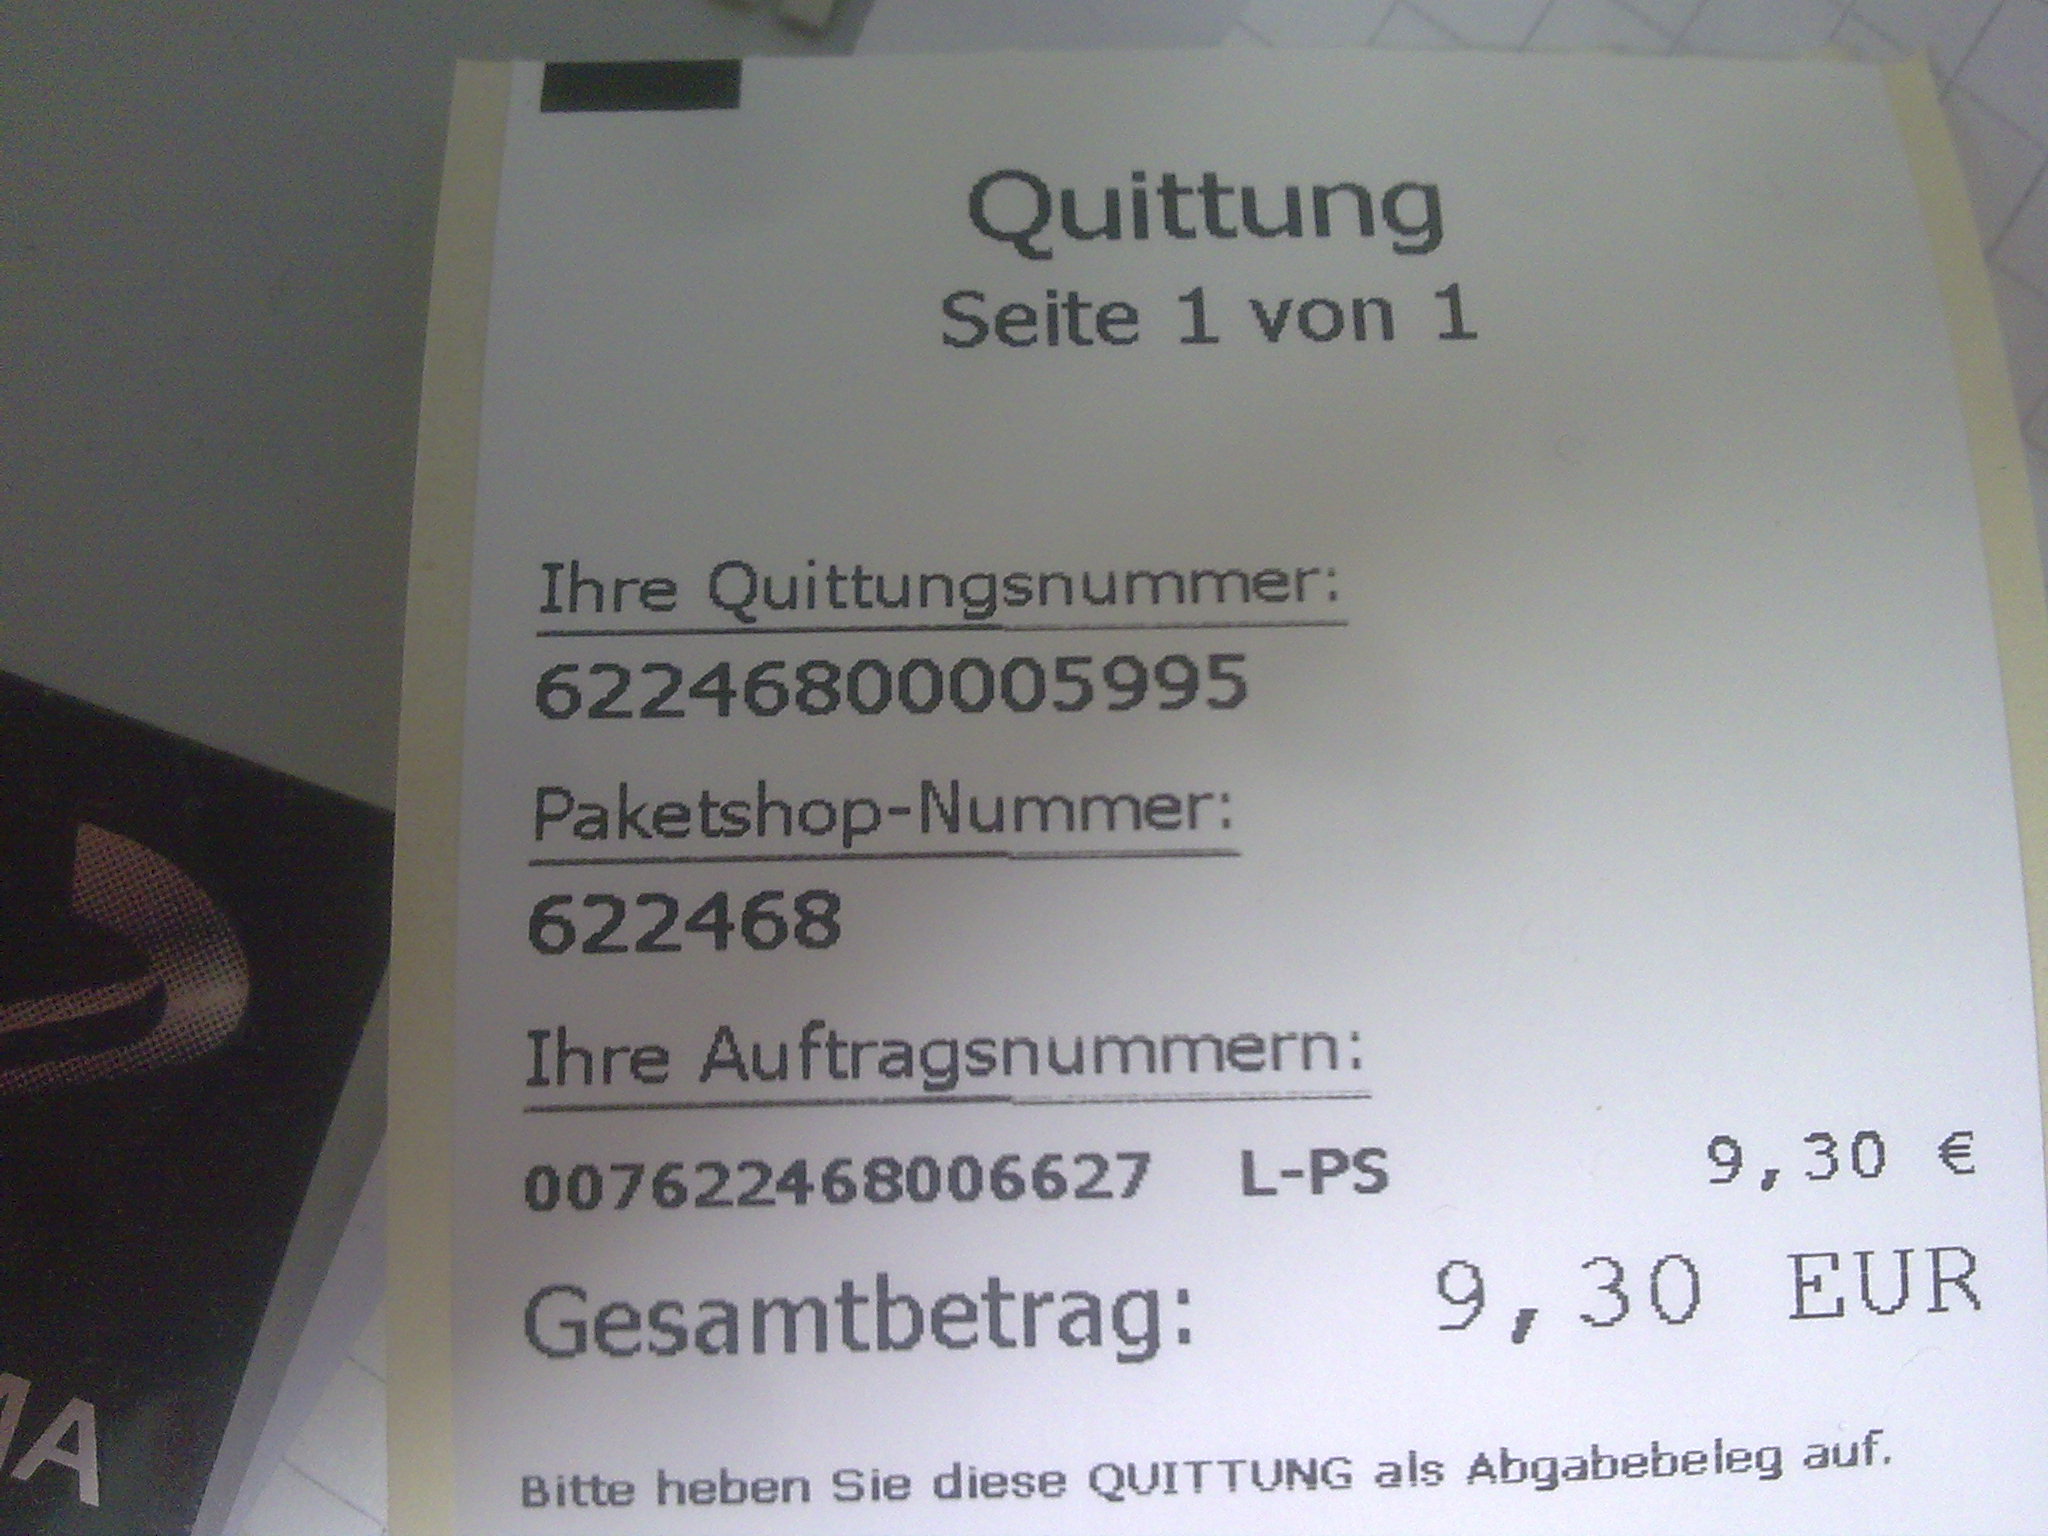 Quittung
Seite 1 von 1
Ihre Quittungsnummer:
62246800005995
Paketshop-Nummer:
622468
Ihre Auftragsnummern:
007622468006627 L-PS 9,30 €
Gesamtbetrag: 9,30 EUR
Bitte heben Sie diese QUITTUNG als Abgabebeleg auf.